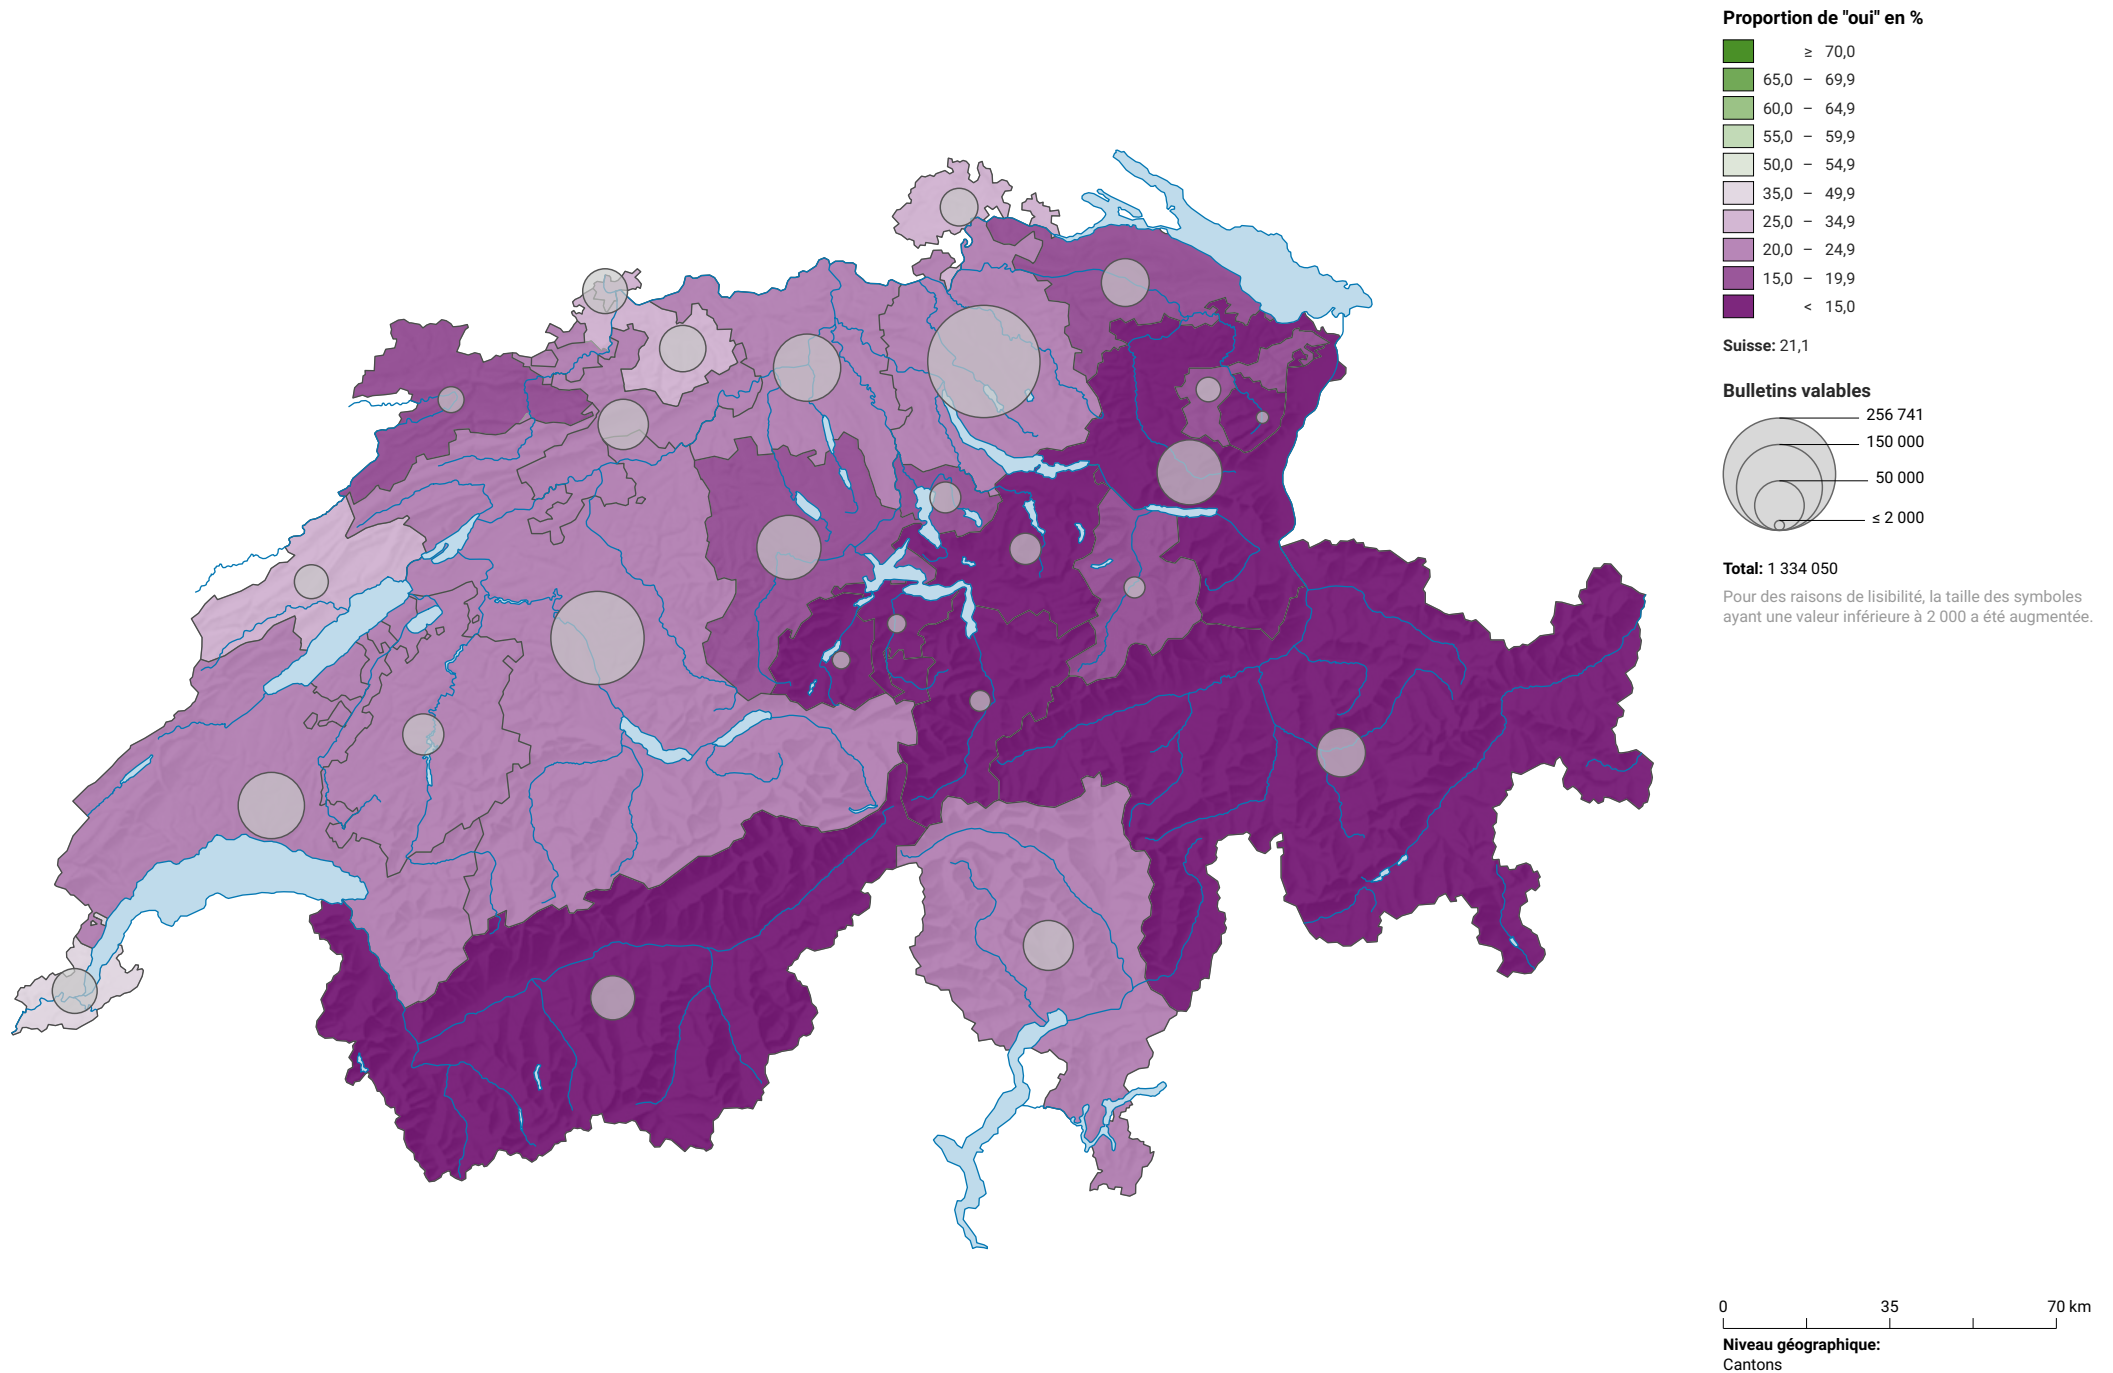 Proportion de "oui" en %
≥ 70,0
65,0 – 69,9
60,0 – 64,9
55,0 – 59,9
50,0 – 54,9
35,0 – 49,9
25,0 – 34,9
20,0 – 24,9
15,0 – 19,9
< 15,0
Suisse: 21,1
Bulletins valables
256 741
150 000
50 000
≤ 2 000
Total: 1 334 050
Pour des raisons de lisibilité, la taille des symboles
ayant une valeur inférieure à 2 000 a été augmentée.
0 35 70 km
Niveau géographique:
Cantons